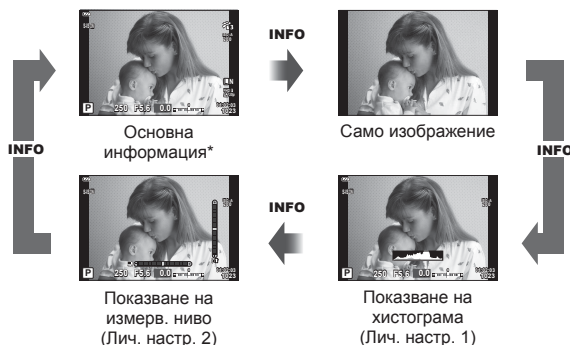 INFO
P 250 F5.6 0.0
1023
Основна
информация*
Само изображение
INFO
INFO
INFO
P 250 F5.6 0.0
1023
P 250 F5.6 0.0
1023
Показване на
измерв. ниво
(Лич. настр. 2)
Показване на
хистограма
(Лич. настр. 1)